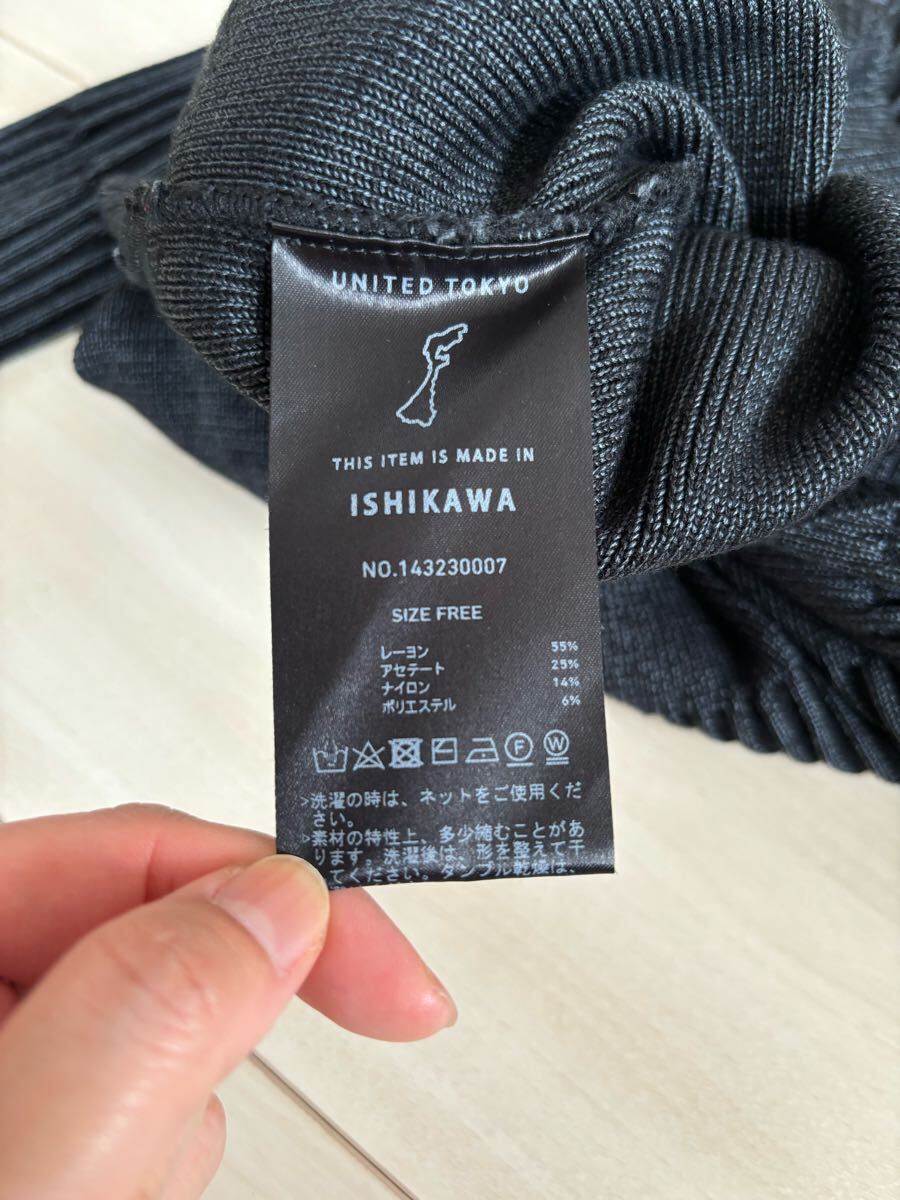 UNITED TOKYO
THIS ITEM IS MADE IN
ISHIKAWA
NO.143230007
SIZE FREE
レーヨン 55%
アセテート 25%
ナイロン 14%
ポリエステル 6%
F W
>洗濯の時は、ネットをご使用くだ
さい。
>素材の特性上、多少縮むことがあ
ります。洗濯後は、形を整えて干
てください。タンブル乾燥は、